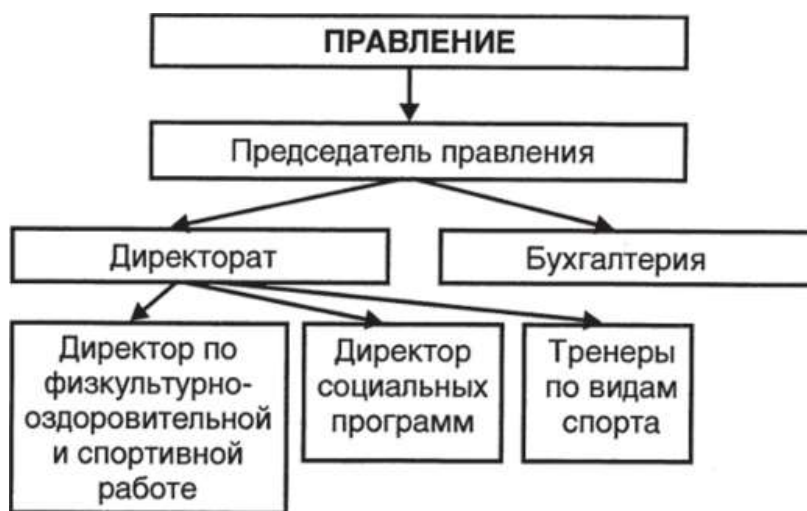 ПРАВЛЕНИЕ
Председатель правления
Директорат
Бухгалтерия
Директор по
физкультурно-
оздоровительной
и спортивной
работе
Директор
социальных
программ
Тренеры
по видам
спорта